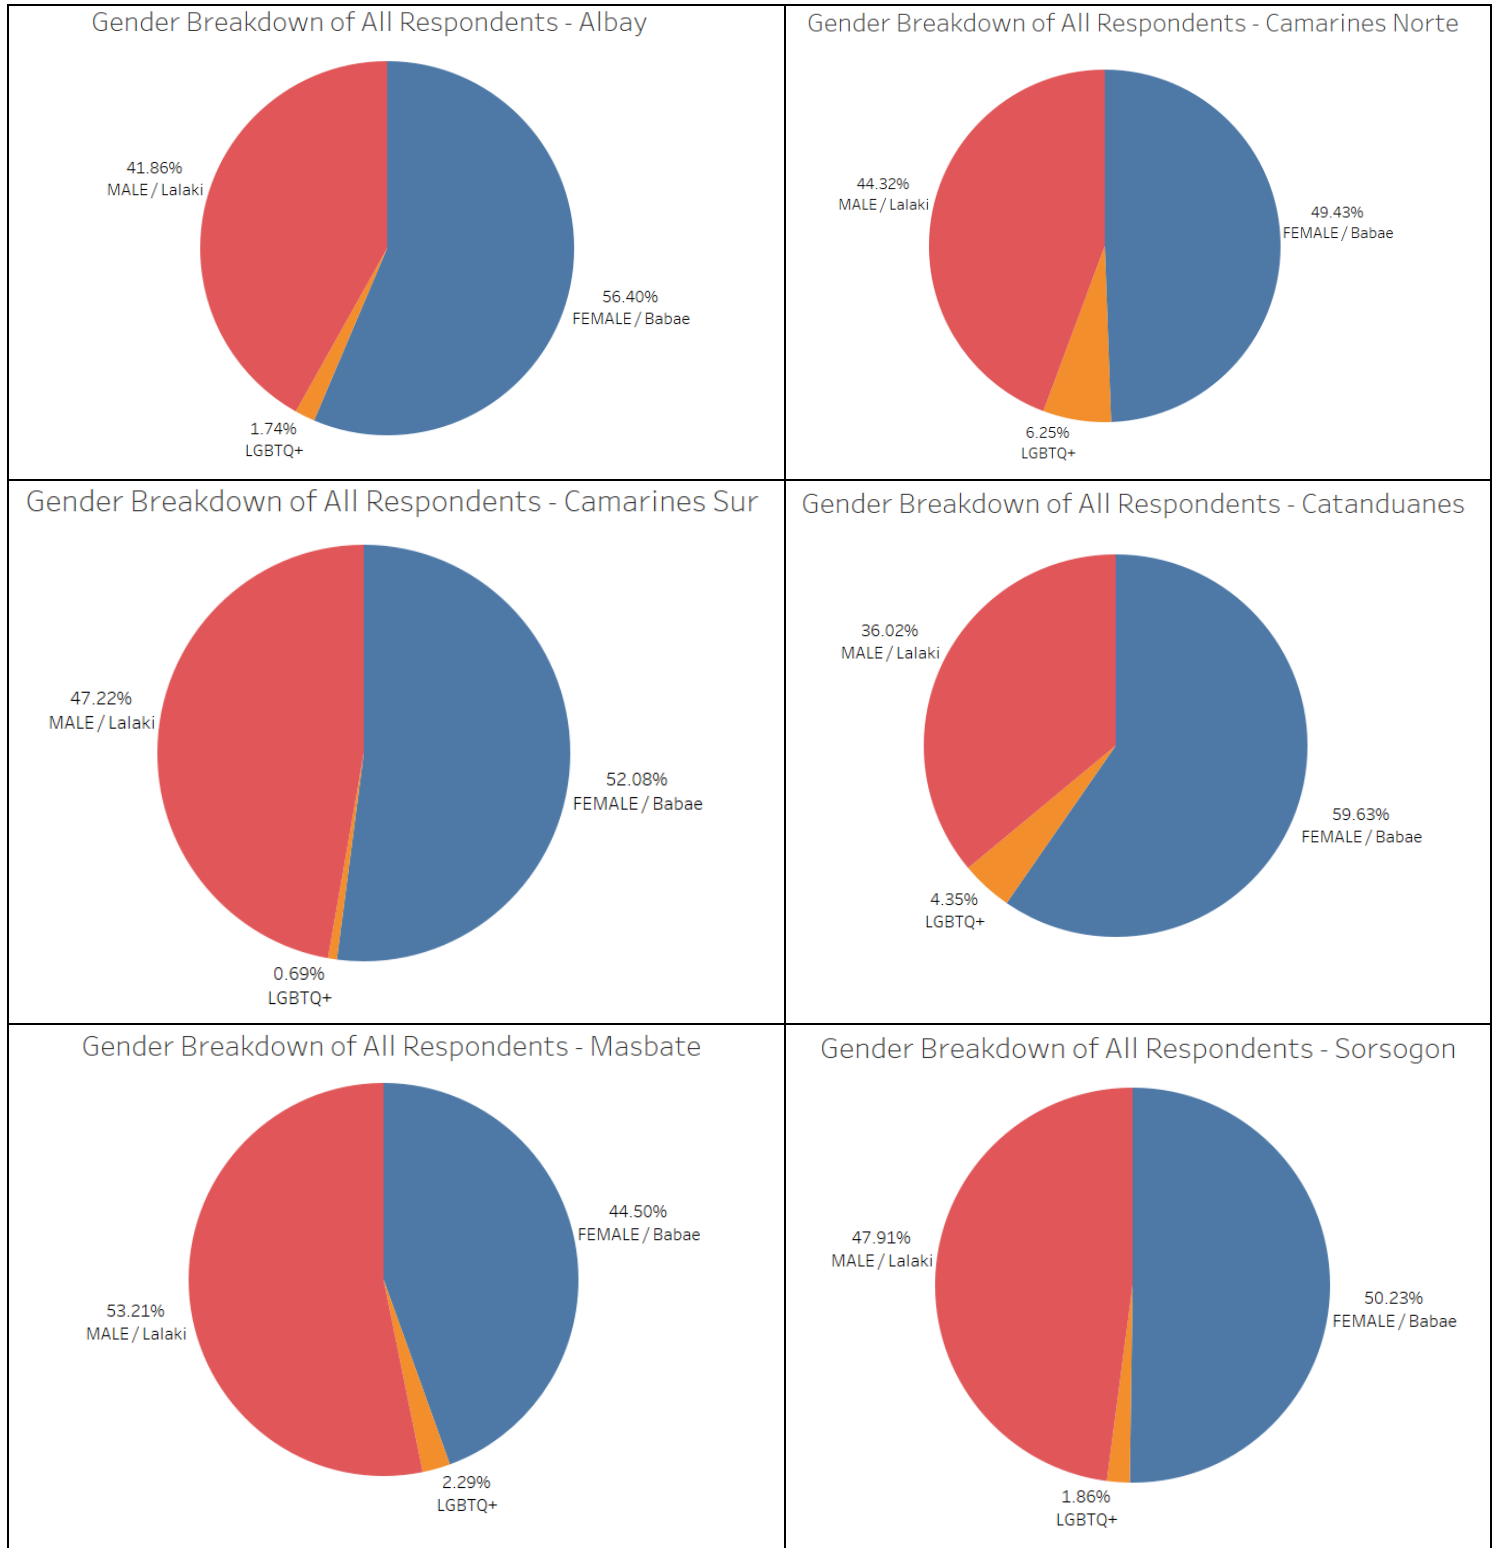 Gender Breakdown of All Respondents - Albay
41.86%
MALE / Lalaki
56.40%
FEMALE / Babae
1.74%
LGBTQ+
Gender Breakdown of All Respondents - Camarines Norte
44.32%
MALE / Lalaki
49.43%
FEMALE / Babae
6.25%
LGBTQ+
Gender Breakdown of All Respondents - Camarines Sur
47.22%
MALE / Lalaki
52.08%
FEMALE / Babae
0.69%
LGBTQ+
Gender Breakdown of All Respondents - Catanduanes
36.02%
MALE / Lalaki
59.63%
FEMALE / Babae
4.35%
LGBTQ+
Gender Breakdown of All Respondents - Masbate
44.50%
FEMALE / Babae
53.21%
MALE / Lalaki
2.29%
LGBTQ+
Gender Breakdown of All Respondents - Sorsogon
47.91%
MALE / Lalaki
50.23%
FEMALE / Babae
1.86%
LGBTQ+